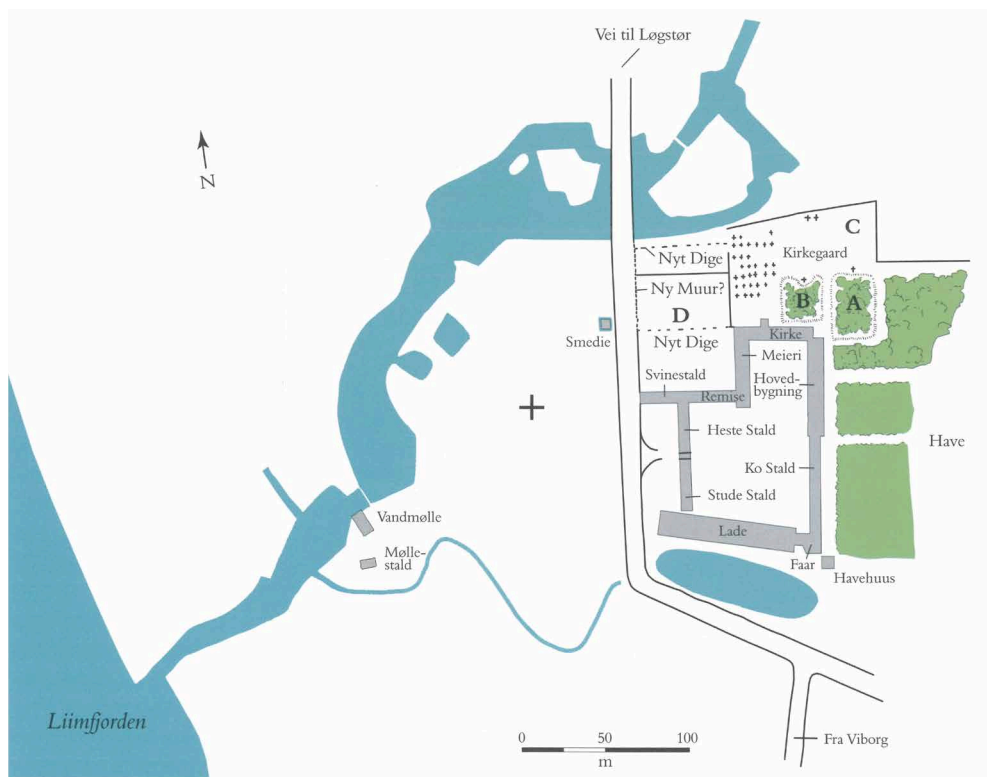 Vei til Løgstør
N
C
Kirkegaard
Nyt Dige
Ny Muur?
B
A
D
Smedie
Nyt Dige
Kirke
Meieri
Svinestald
Hoved-
bygning
Remise
Heste Stald
Have
Ko Stald
Stude Stald
Vandmølle
Lade
Mølle-
stald
Faar
Havehuus
Liimfjorden
0 50 100
m
Fra Viborg